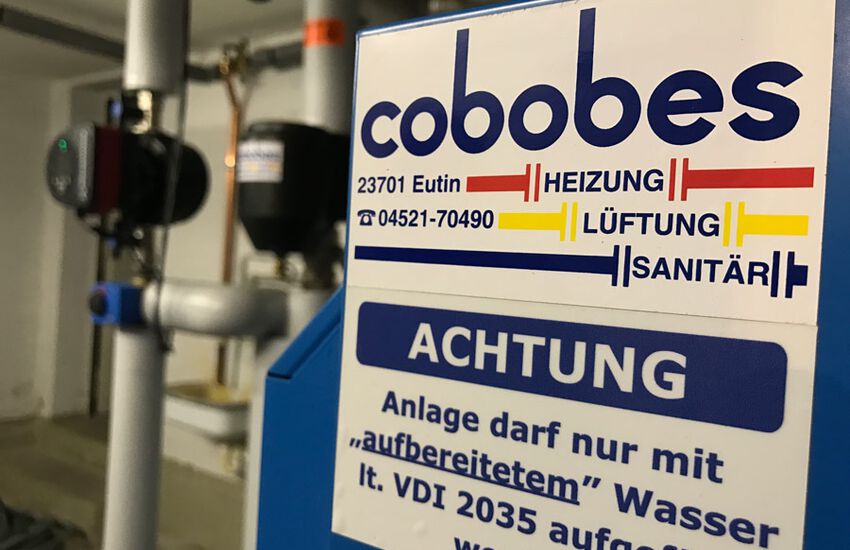 cobobes
23701 Eutin HEIZUNG
☎04521-70490 LÜFTUNG
SANITÄR
ACHTUNG
Anlage darf nur mit
„aufbereitetem” Wasser
lt. VDI 2035